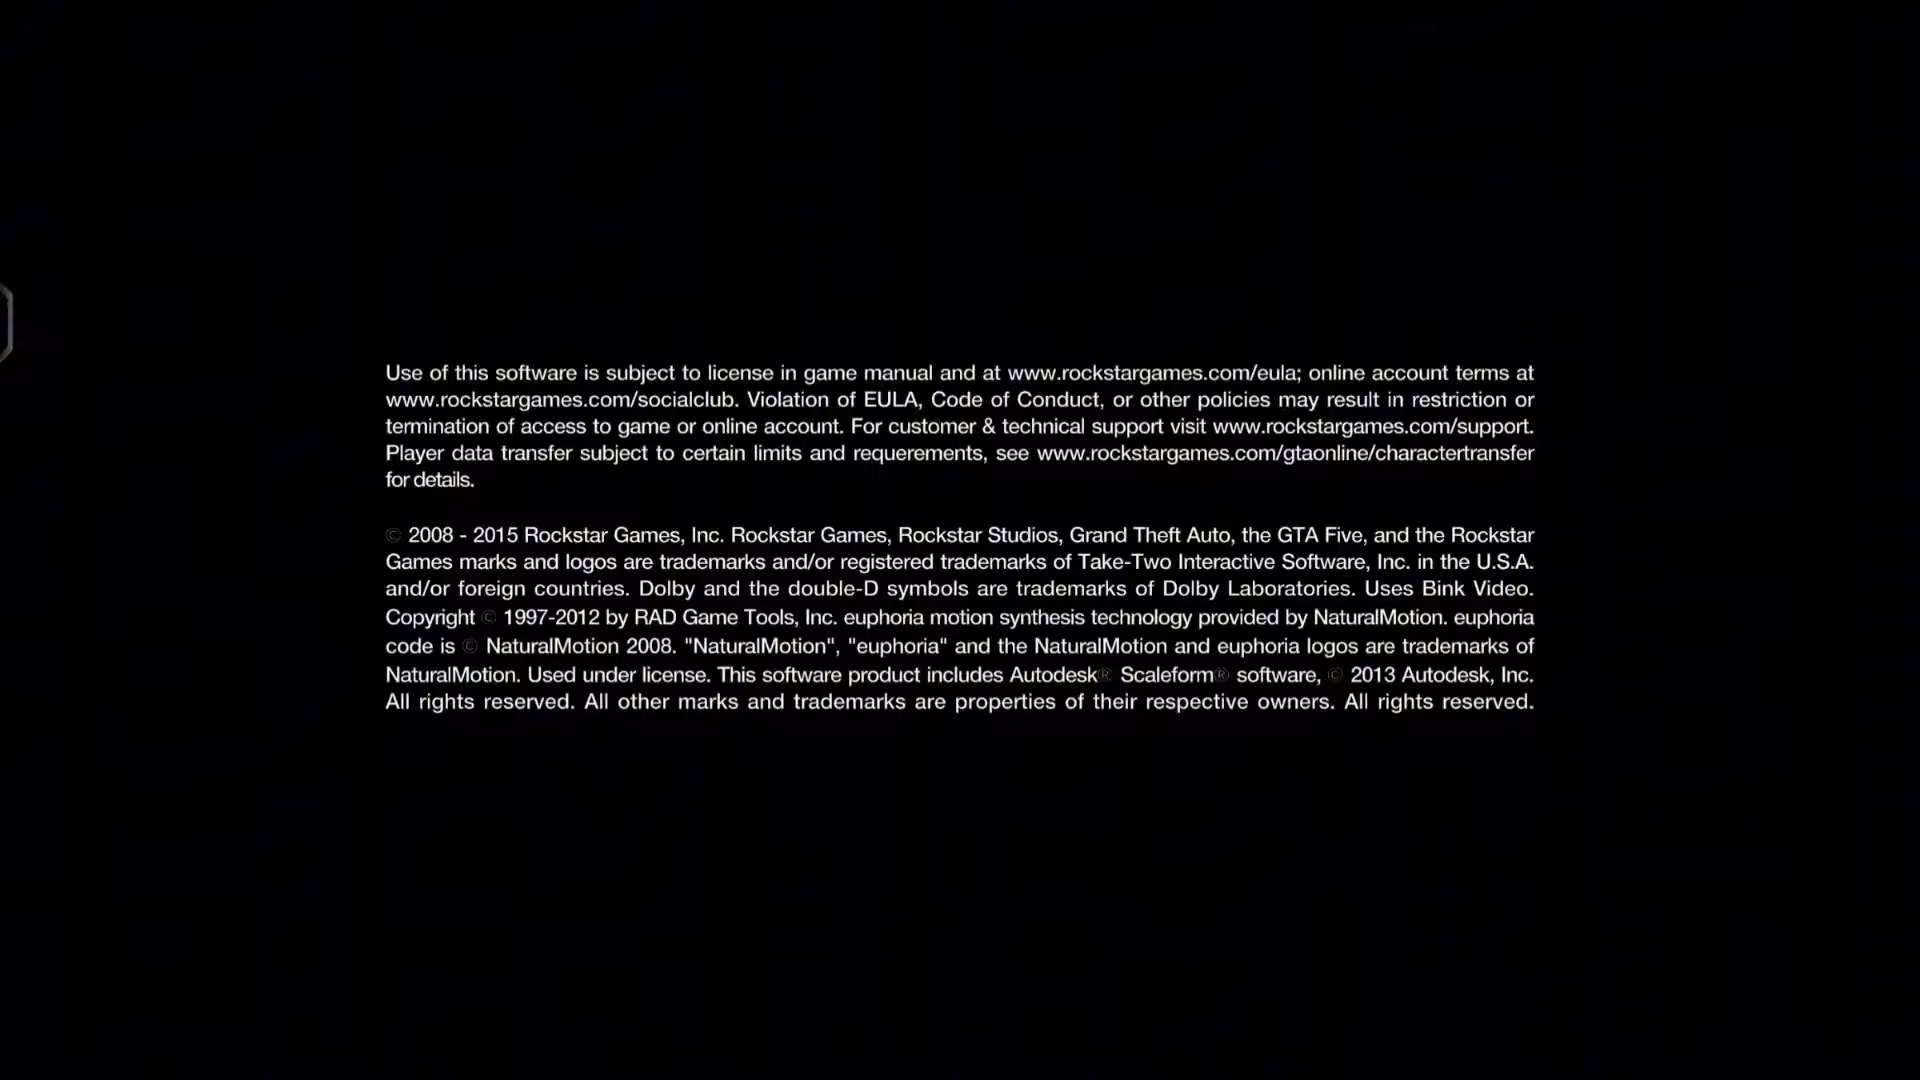 Use of this software is subject to license in game manual and at www.rockstargames.com/eula; online account terms at
www.rockstargames.com/socialclub. Violation of EULA, Code of Conduct, or other policies may result in restriction or
termination of access to game or online account. For customer & technical support visit www.rockstargames.com/support.
Player data transfer subject to certain limits and requerements, see www.rockstargames.com/gtaonline/charactertransfer
for details.
© 2008 - 2015 Rockstar Games, Inc. Rockstar Games, Rockstar Studios, Grand Theft Auto, the GTA Five, and the Rockstar
Games marks and logos are trademarks and/or registered trademarks of Take-Two Interactive Software, Inc. in the U.S.A.
and/or foreign countries. Dolby and the double-D symbols are trademarks of Dolby Laboratories. Uses Bink Video.
Copyright © 1997-2012 by RAD Game Tools, Inc. euphoria motion synthesis technology provided by NaturalMotion. euphoria
code is © NaturalMotion 2008. "NaturalMotion", "euphoria" and the NaturalMotion and euphoria logos are trademarks of
NaturalMotion. Used under license. This software product includes Autodesk® Scaleform® software, © 2013 Autodesk, Inc.
All rights reserved. All other marks and trademarks are properties of their respective owners. All rights reserved.